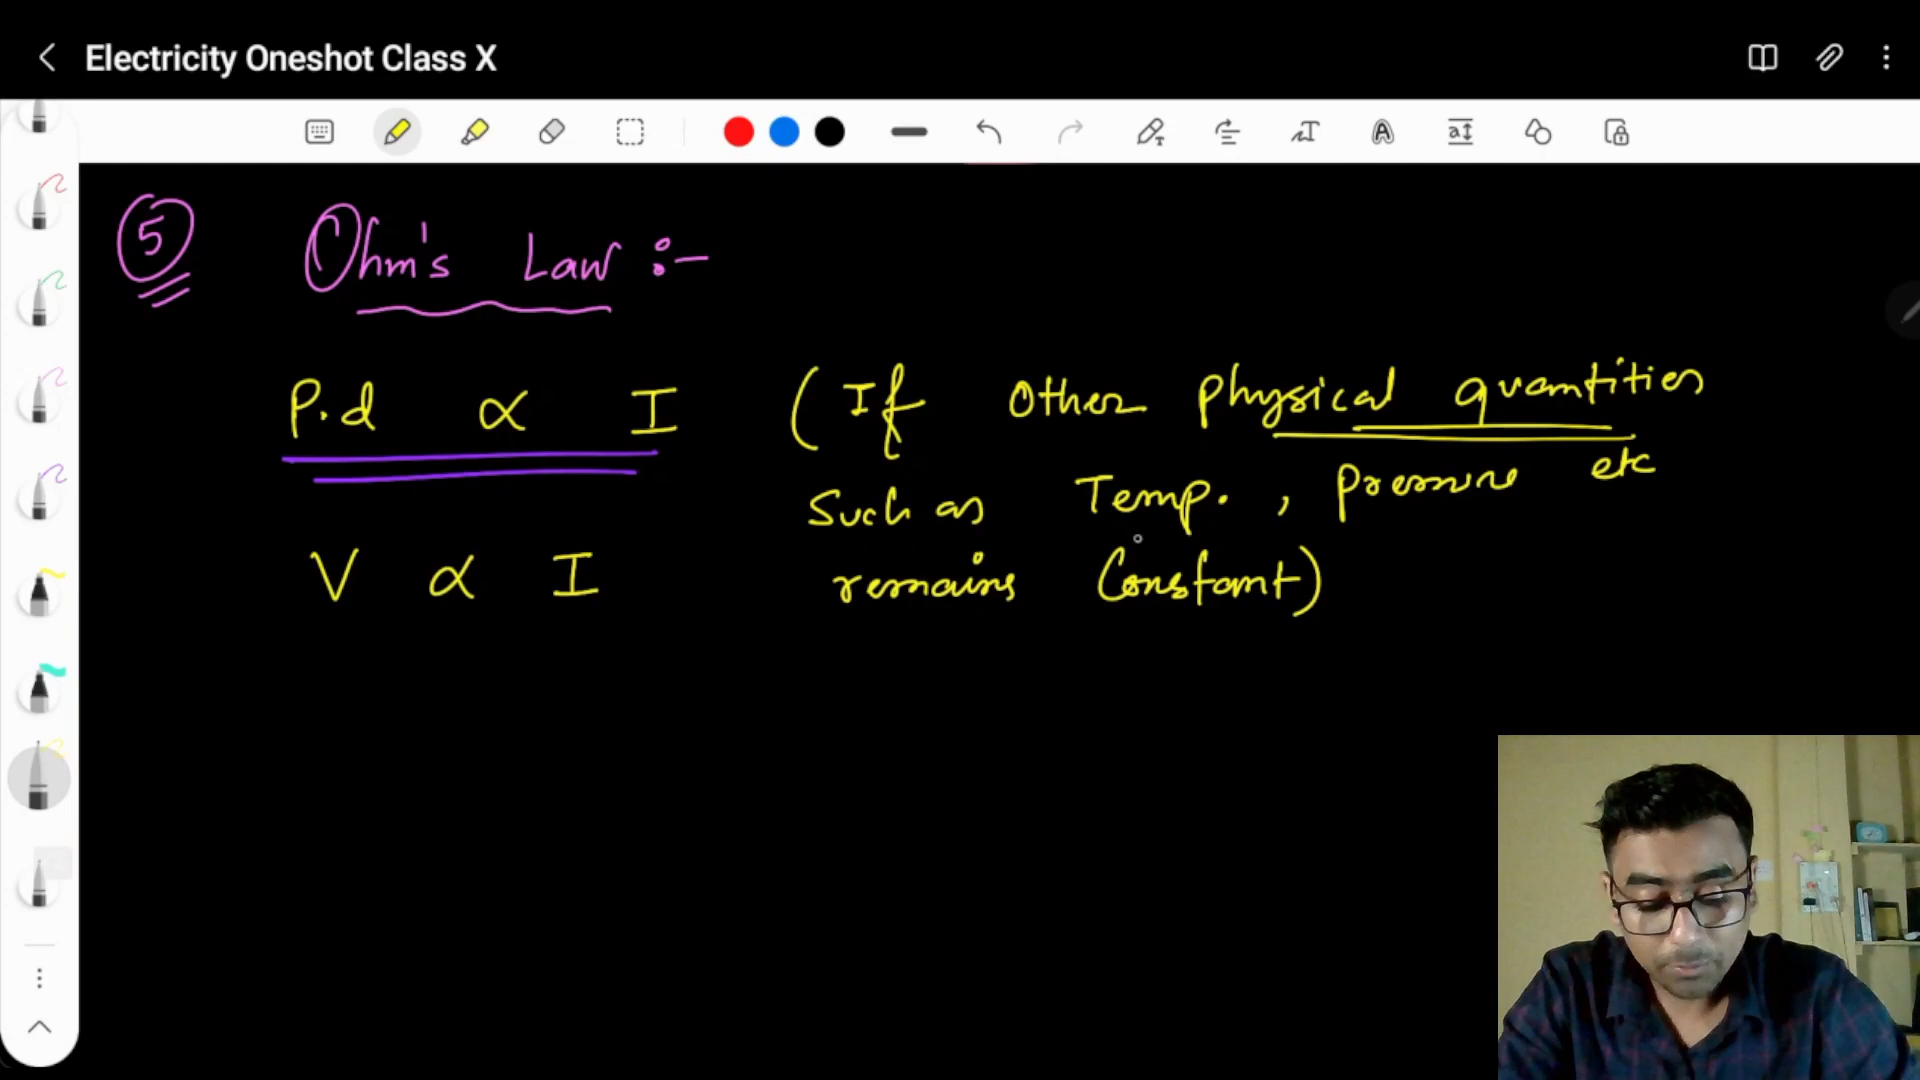 Electricity Oneshot Class X
5 Ohm's Law :-
P.d ∝ I (If Other physical quantities
Such as Temp. , pressure etc
V ∝ I remains Constant)